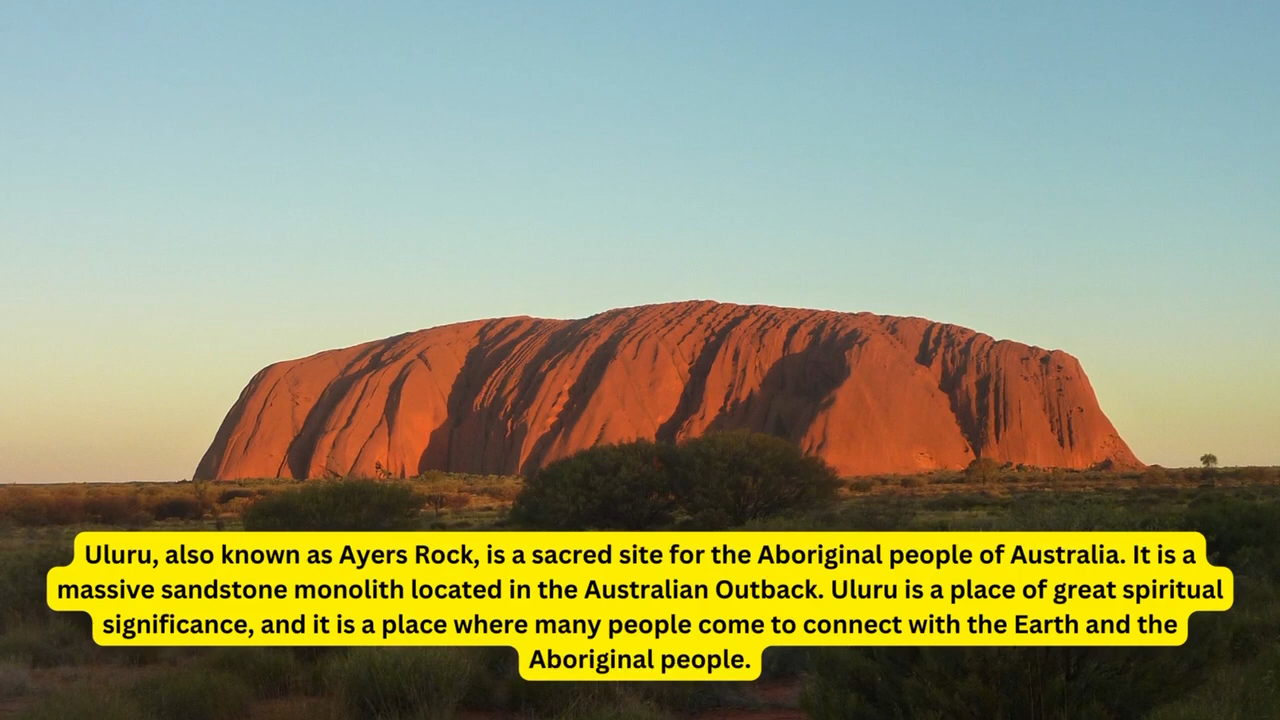 Uluru, also known as Ayers Rock, is a sacred site for the Aboriginal people of Australia. It is a
massive sandstone monolith located in the Australian Outback. Uluru is a place of great spiritual
significance, and it is a place where many people come to connect with the Earth and the
Aboriginal people.